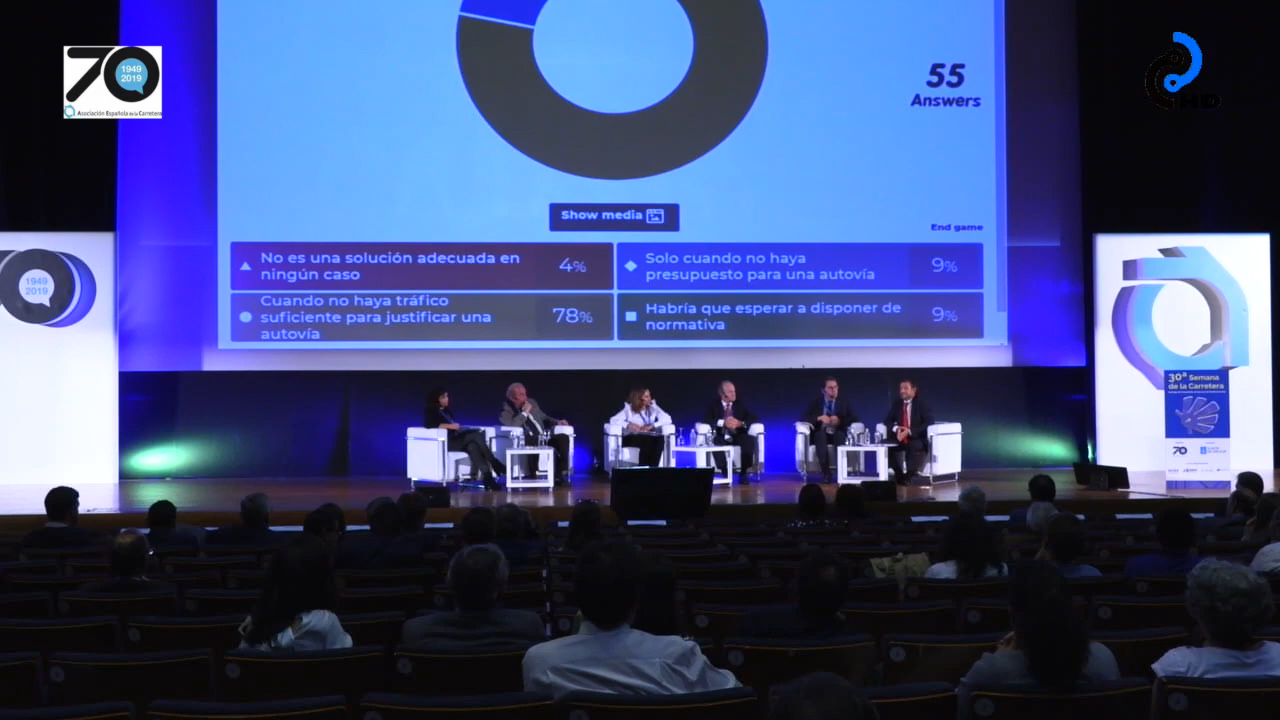 70
1949
2019
Asociación Española de la Carretera
HD
55
Answers
Show media
End game
No es una solución adecuada en
ningún caso
4%
Solo cuando no haya
presupuesto para una autovía
9%
Cuando no haya tráfico
suficiente para justificar una
autovía
78%
Habría que esperar a disponer de
normativa
9%
1949
2019
30ª Semana
de la Carretera
70